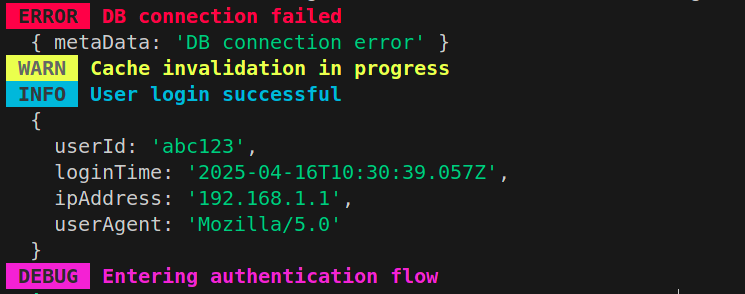 ERROR DB connection failed
{ metaData: 'DB connection error' }
WARN Cache invalidation in progress
INFO User login successful
{
userId: 'abc123',
loginTime: '2025-04-16T10:30:39.057Z',
ipAddress: '192.168.1.1',
userAgent: 'Mozilla/5.0'
}
DEBUG Entering authentication flow
{